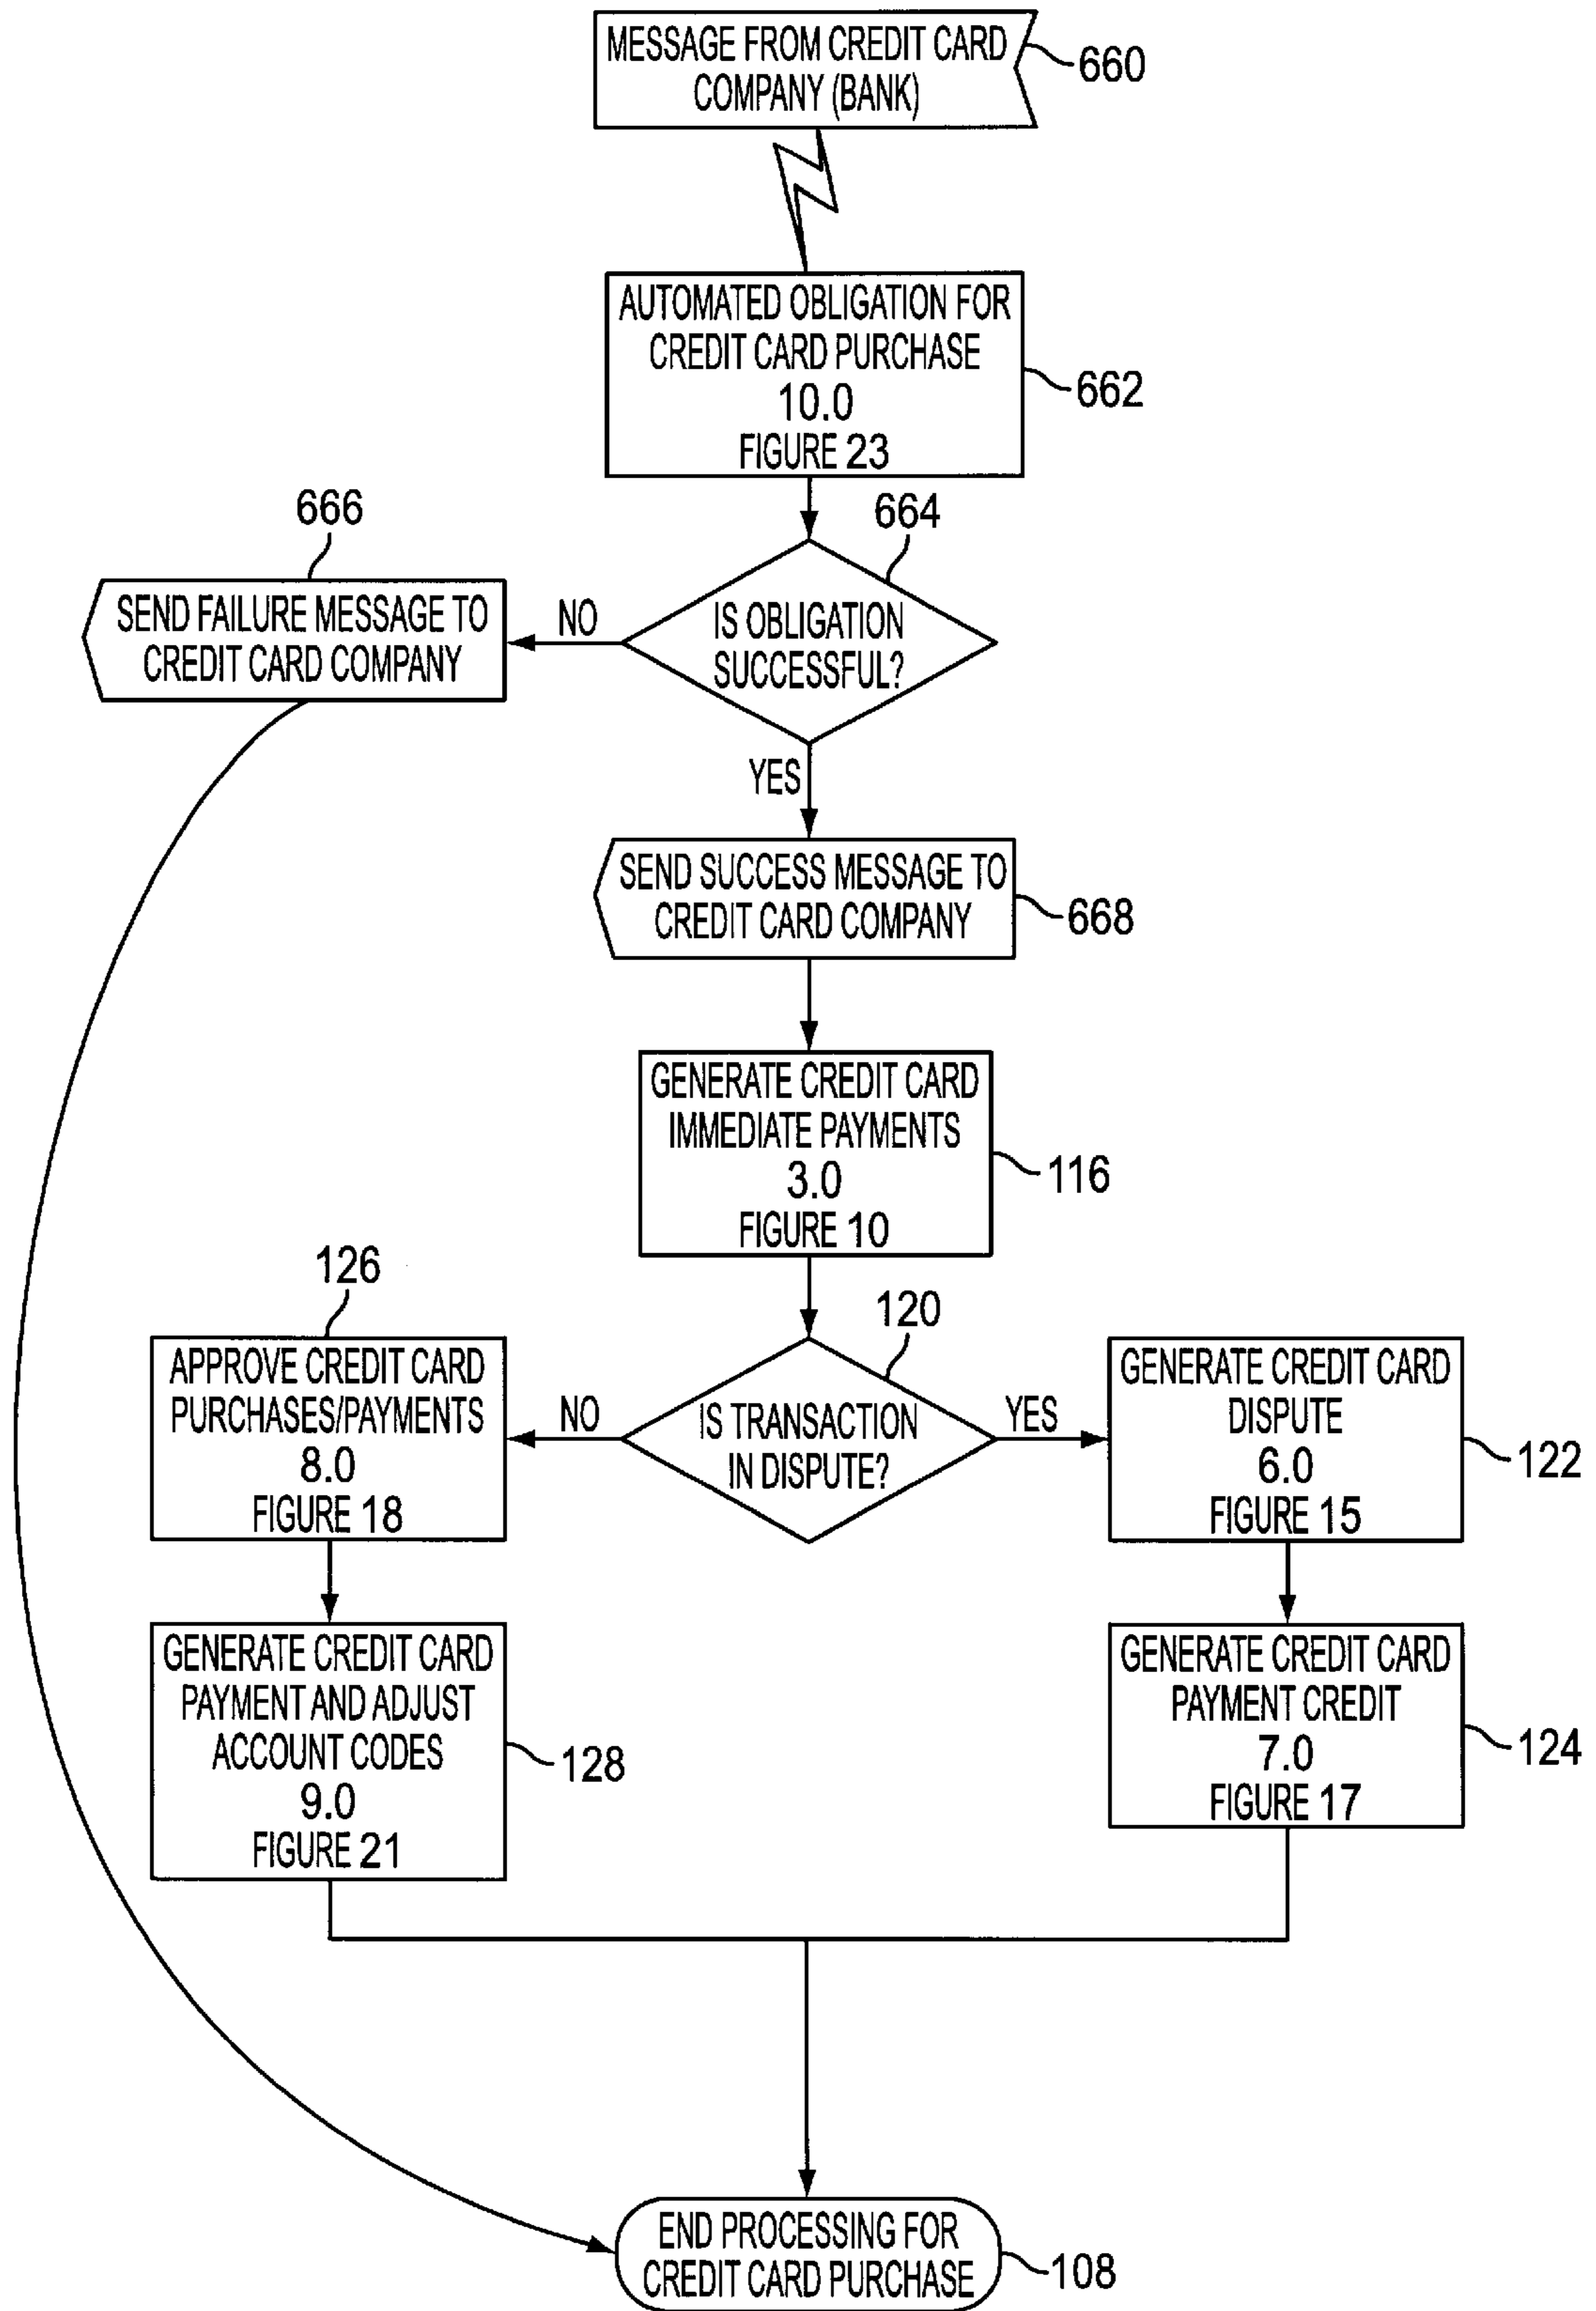 MESSAGE FROM CREDIT CARD
COMPANY (BANK)
660
AUTOMATED OBLIGATION FOR
CREDIT CARD PURCHASE
10.0
FIGURE 23
662
664
666
SEND FAILURE MESSAGE TO
CREDIT CARD COMPANY
NO
IS OBLIGATION
SUCCESSFUL?
YES
SEND SUCCESS MESSAGE TO
CREDIT CARD COMPANY
668
GENERATE CREDIT CARD
IMMEDIATE PAYMENTS
3.0
FIGURE 10
116
126
120
APPROVE CREDIT CARD
PURCHASES/PAYMENTS
8.0
FIGURE 18
NO
IS TRANSACTION
IN DISPUTE?
YES
GENERATE CREDIT CARD
DISPUTE
6.0
FIGURE 15
122
GENERATE CREDIT CARD
PAYMENT AND ADJUST
ACCOUNT CODES
9.0
FIGURE 21
128
GENERATE CREDIT CARD
PAYMENT CREDIT
7.0
FIGURE 17
124
END PROCESSING FOR
CREDIT CARD PURCHASE
108